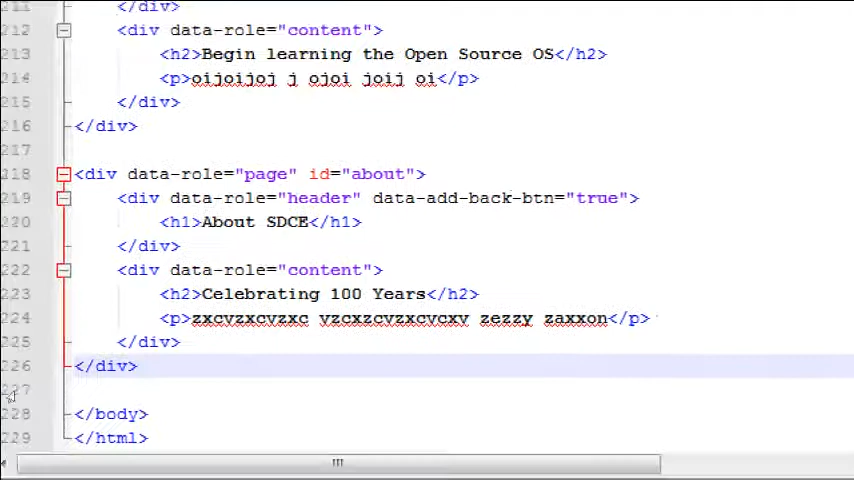 211 </div>
212 <div data-role="content">
213 <h2>Begin learning the Open Source OS</h2>
214 <p>oijoijoj j ojoi joij oi</p>
215 </div>
216 </div>
217
218 <div data-role="page" id="about">
219 <div data-role="header" data-add-back-btn="true">
220 <h1>About SDCE</h1>
221 </div>
222 <div data-role="content">
223 <h2>Celebrating 100 Years</h2>
224 <p>zxcvzxcvzxc vzcxzcvzxcvcxv zezzy zaxxon</p>
225 </div>
226 </div>
227
228 </body>
229 </html>